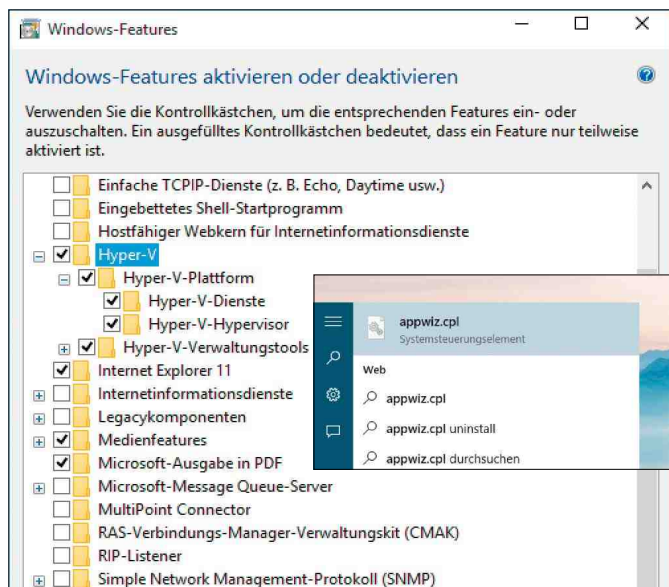 Windows-Features
Windows-Features aktivieren oder deaktivieren
Verwenden Sie die Kontrollkästchen, um die entsprechenden Features ein- oder
auszuschalten. Ein ausgefülltes Kontrollkästchen bedeutet, dass ein Feature nur teilweise
aktiviert ist.
Einfache TCPIP-Dienste (z. B. Echo, Daytime usw.)
Eingebettetes Shell-Startprogramm
Hostfähiger Webkern für Internetinformationsdienste
Hyper-V
Hyper-V-Plattform
Hyper-V-Dienste
Hyper-V-Hypervisor
Hyper-V-Verwaltungstools
Internet Explorer 11
Internetinformationsdienste
Legacykomponenten
Medienfeatures
Microsoft-Ausgabe in PDF
Microsoft-Message Queue-Server
MultiPoint Connector
RAS-Verbindungs-Manager-Verwaltungskit (CMAK)
RIP-Listener
Simple Network Management-Protokoll (SNMP)
appwiz.cpl
Systemsteuerungselement
Web
appwiz.cpl
appwiz.cpl uninstall
appwiz.cpl durchsuchen